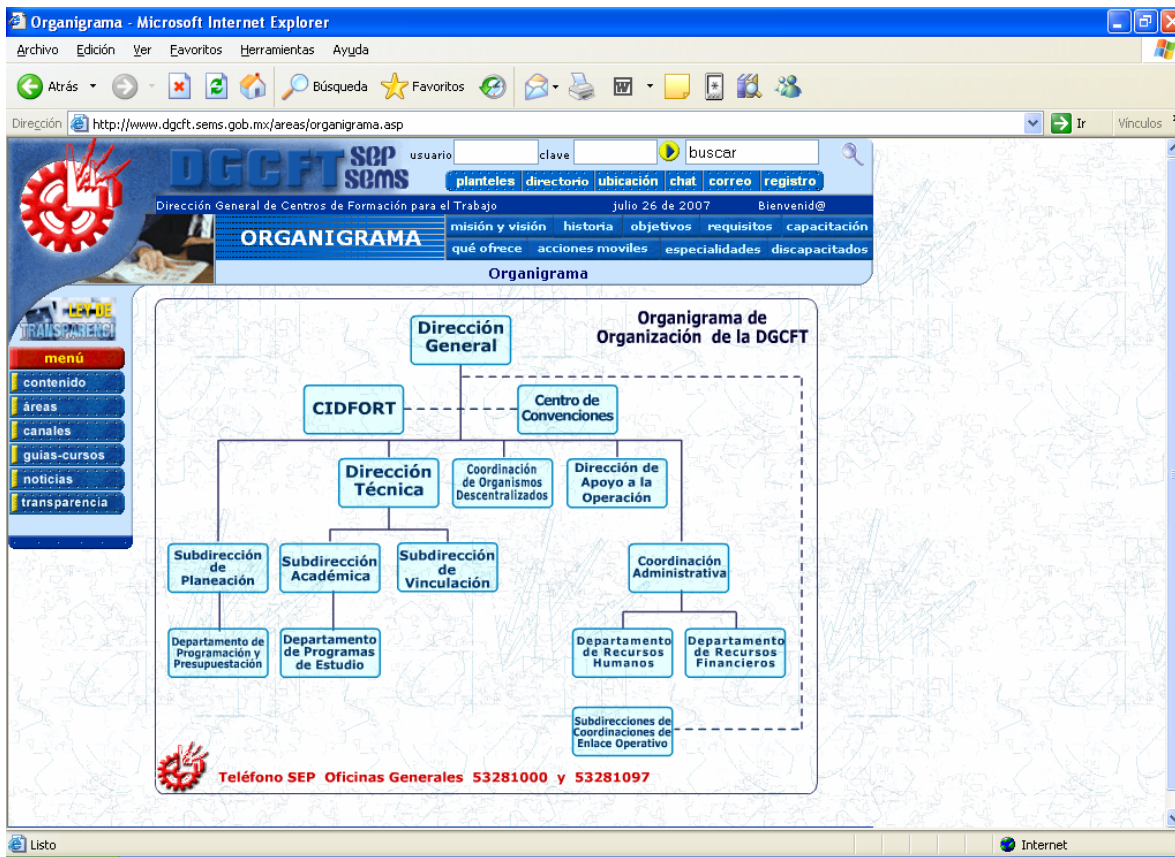 Organigrama - Microsoft Internet Explorer
Archivo Edición Ver Favoritos Herramientas Ayuda
Atrás Búsqueda Favoritos
Dirección http://www.dgcft.sems.gob.mx/areas/organigrama.asp Ir Vínculos
DGCFT SEP SEMS
usuario clave buscar
planteles directorio ubicación chat correo registro
Dirección General de Centros de Formación para el Trabajo julio 26 de 2007 Bienvenid@
ORGANIGRAMA
misión y visión historia objetivos requisitos capacitación
qué ofrece acciones moviles especialidades discapacitados
Organigrama
LEY DE
TRANSPARENCI
menú
contenido
áreas
canales
guias-cursos
noticias
transparencia
Organigrama de
Organización de la DGCFT
Dirección
General
CIDFORT
Centro de
Convenciones
Dirección
Técnica
Coordinación
de Organismos
Descentralizados
Dirección de
Apoyo a la
Operación
Subdirección
de
Planeación
Subdirección
Académica
Subdirección
de
Vinculación
Coordinación
Administrativa
Departamento de
Programación y
Presupuestación
Departamento
de Programas
de Estudio
Departamento
de Recursos
Humanos
Departamento
de Recursos
Financieros
Subdirecciones de
Coordinaciones de
Enlace Operativo
Teléfono SEP Oficinas Generales 53281000 y 53281097
Listo Internet